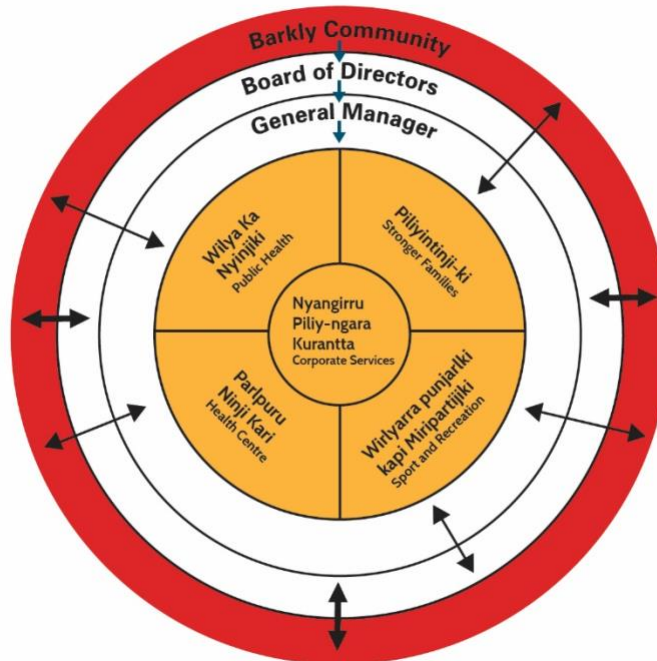 Barkly Community
Board of Directors
General Manager
Wilya Ka
Nyinjiki
Public Health
Piliyintinji-ki
Stronger Families
Nyangirru
Piliy-ngara
Kurantta
Corporate Services
Parlpuru
Ninji Kari
Health Centre
Wirlyarra punjarlki
kapi Miripartijiki
Sport and Recreation